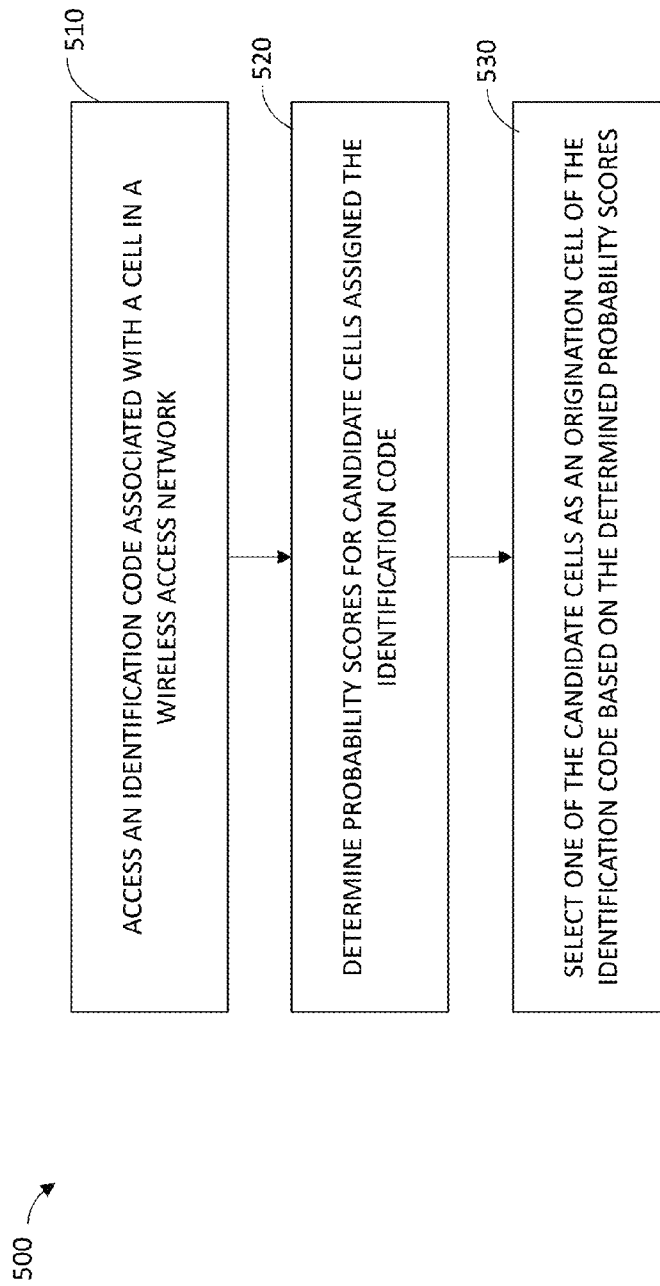 500
510
ACCESS AN IDENTIFICATION CODE ASSOCIATED WITH A CELL IN A
WIRELESS ACCESS NETWORK
520
DETERMINE PROBABILITY SCORES FOR CANDIDATE CELLS ASSIGNED THE
IDENTIFICATION CODE
530
SELECT ONE OF THE CANDIDATE CELLS AS AN ORIGINATION CELL OF THE
IDENTIFICATION CODE BASED ON THE DETERMINED PROBABILITY SCORES